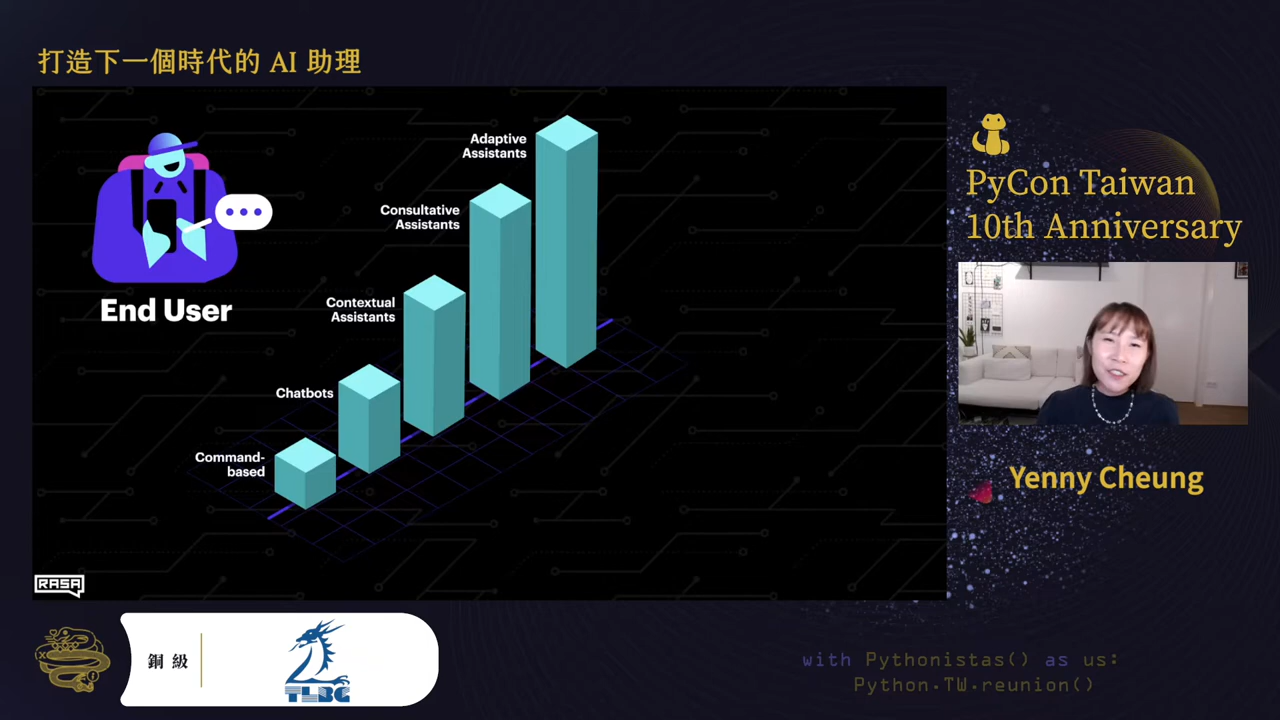 打造下一個時代的 AI 助理
End User
Adaptive
Assistants
Consultative
Assistants
Contextual
Assistants
Chatbots
Command-
based
RASA
PyCon Taiwan
10th Anniversary
Yenny Cheung
銅級
TLBG
with Pythonistas() as us:
Python.TW.reunion()